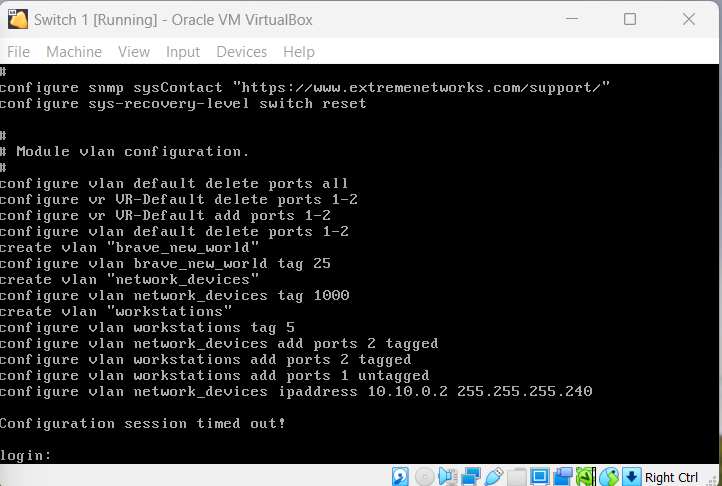 Switch 1 [Running] - Oracle VM VirtualBox
File Machine View Input Devices Help
#
configure snmp sysContact "https://www.extremenetworks.com/support/"
configure sys-recovery-level switch reset
#
# Module vlan configuration.
#
configure vlan default delete ports all
configure vr VR-Default delete ports 1-2
configure vr VR-Default add ports 1-2
configure vlan default delete ports 1-2
create vlan "brave_new_world"
configure vlan brave_new_world tag 25
create vlan "network_devices"
configure vlan network_devices tag 1000
create vlan "workstations"
configure vlan workstations tag 5
configure vlan network_devices add ports 2 tagged
configure vlan workstations add ports 2 tagged
configure vlan workstations add ports 1 untagged
configure vlan network_devices ipaddress 10.10.0.2 255.255.255.240
Configuration session timed out!
login:
Right Ctrl